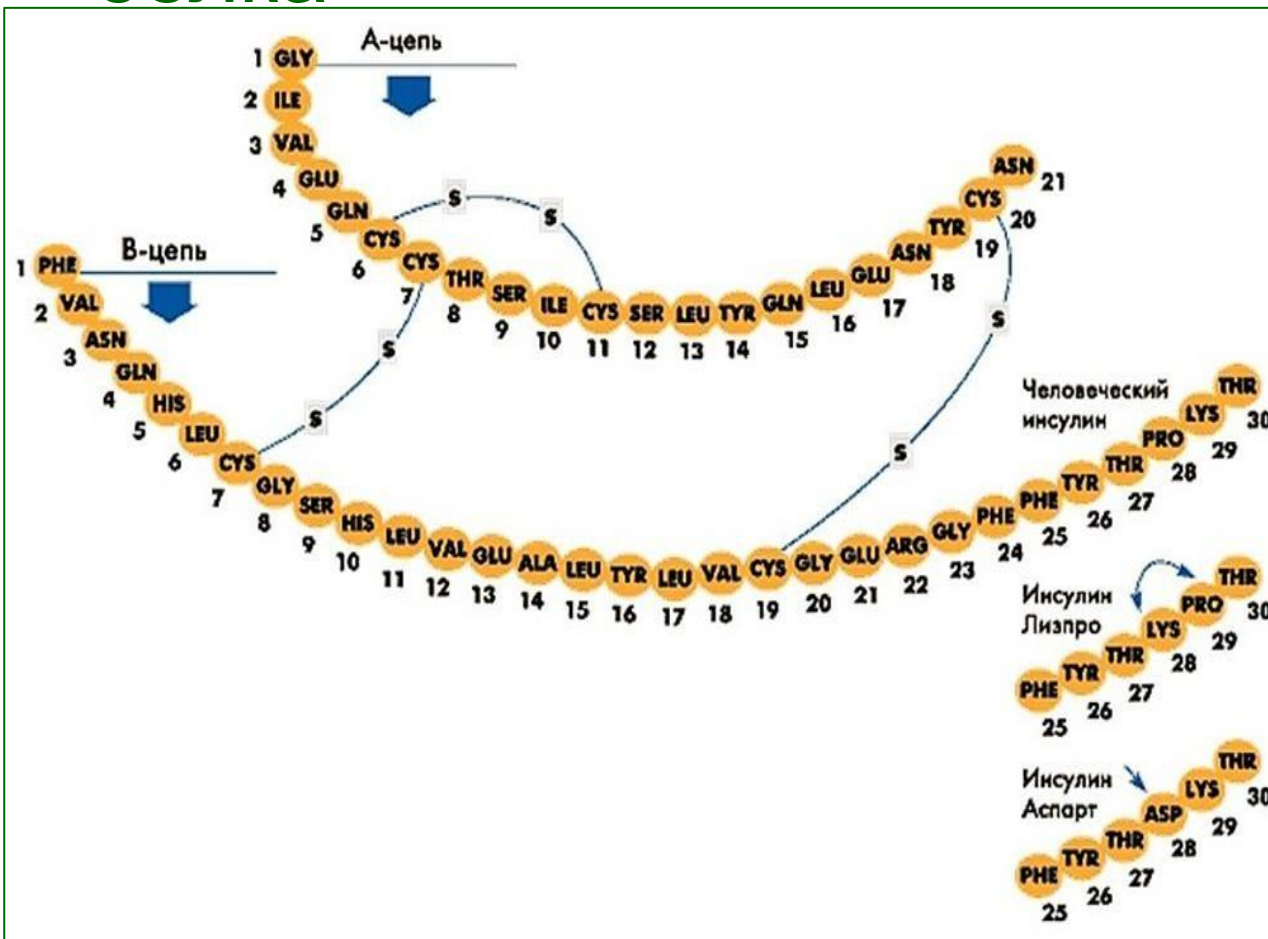 А-цепь
1 GLY
2 ILE
3 VAL
4 GLU
5 GLN
6 CYS
7 CYS
8 THR
9 SER
10 ILE
11 CYS
12 SER
13 LEU
14 TYR
15 GLN
16 LEU
17 GLU
18 ASN
19 TYR
20 CYS
21 ASN
S
S
S
S
S
S
В-цепь
1 PHE
2 VAL
3 ASN
4 GLN
5 HIS
6 LEU
7 CYS
8 GLY
9 SER
10 HIS
11 LEU
12 VAL
13 GLU
14 ALA
15 LEU
16 TYR
17 LEU
18 VAL
19 CYS
20 GLY
21 GLU
22 ARG
23 GLY
24 PHE
25 PHE
26 TYR
27 THR
28 PRO
29 LYS
30 THR
Человеческий
инсулин
Инсулин
Лизпро
PHE 25
TYR 26
THR 27
LYS 28
PRO 29
THR 30
Инсулин
Аспарт
PHE 25
TYR 26
THR 27
ASP 28
LYS 29
THR 30